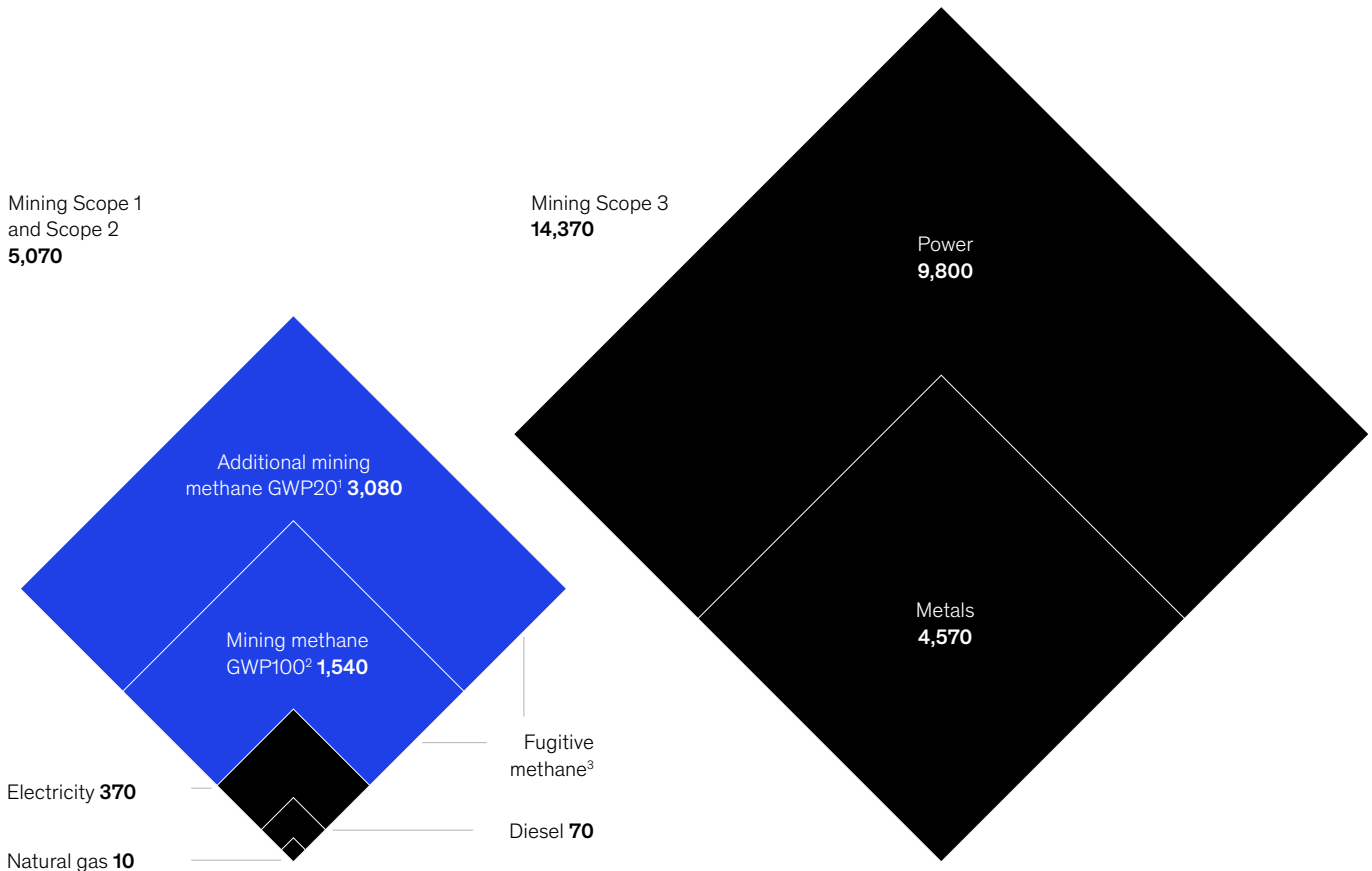 Mining Scope 1
and Scope 2
5,070
Additional mining
methane GWP20¹ 3,080
Mining methane
GWP100² 1,540
Fugitive
methane³
Electricity 370
Diesel 70
Natural gas 10
Mining Scope 3
14,370
Power
9,800
Metals
4,570